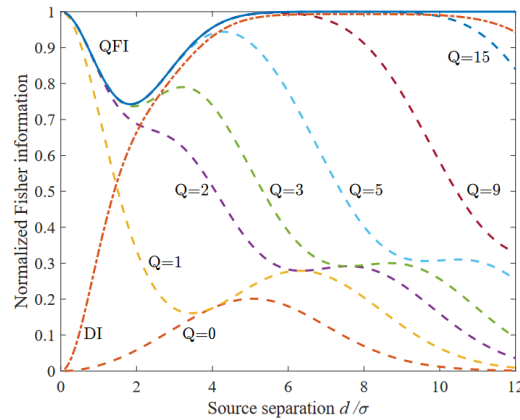 1
QFI
Q=15
0.9
0.8
0.7
0.6
Normalized Fisher information
0.5
Q=2
Q=3
Q=5
Q=9
0.4
0.3
Q=1
0.2
0.1
DI
Q=0
0
0
2
4
6
8
10
12
Source separation d/σ